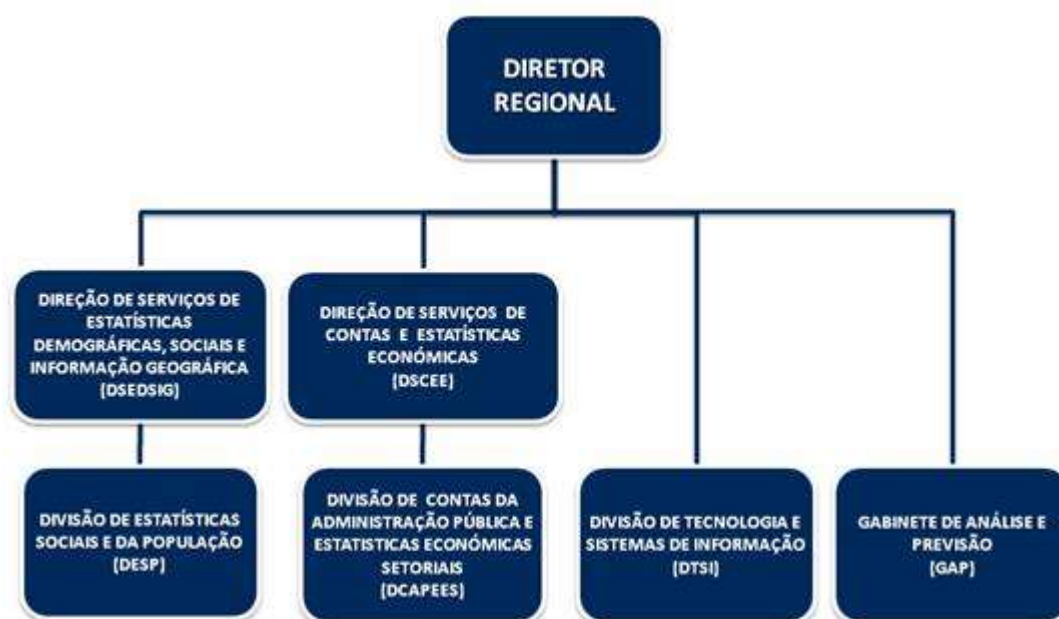 DIRETOR
REGIONAL
DIREÇÃO DE SERVIÇOS DE
ESTATÍSTICAS
DEMOGRÁFICAS, SOCIAIS E
INFORMAÇÃO GEOGRÁFICA
(DSEDSIG)
DIREÇÃO DE SERVIÇOS DE
CONTAS E ESTATÍSTICAS
ECONÓMICAS
(DSCEE)
DIVISÃO DE ESTATÍSTICAS
SOCIAIS E DA POPULAÇÃO
(DESP)
DIVISÃO DE CONTAS DA
ADMINISTRAÇÃO PÚBLICA E
ESTATISTICAS ECONÓMICAS
SETORIAIS
(DCAPEES)
DIVISÃO DE TECNOLOGIA E
SISTEMAS DE INFORMAÇÃO
(DTSI)
GABINETE DE ANÁLISE E
PREVISÃO
(GAP)